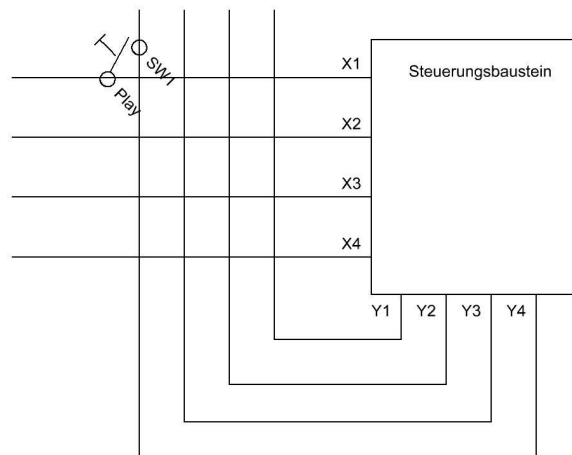 X1
Steuerungsbaustein
SW1
Play
X2
X3
X4
Y1 Y2 Y3 Y4